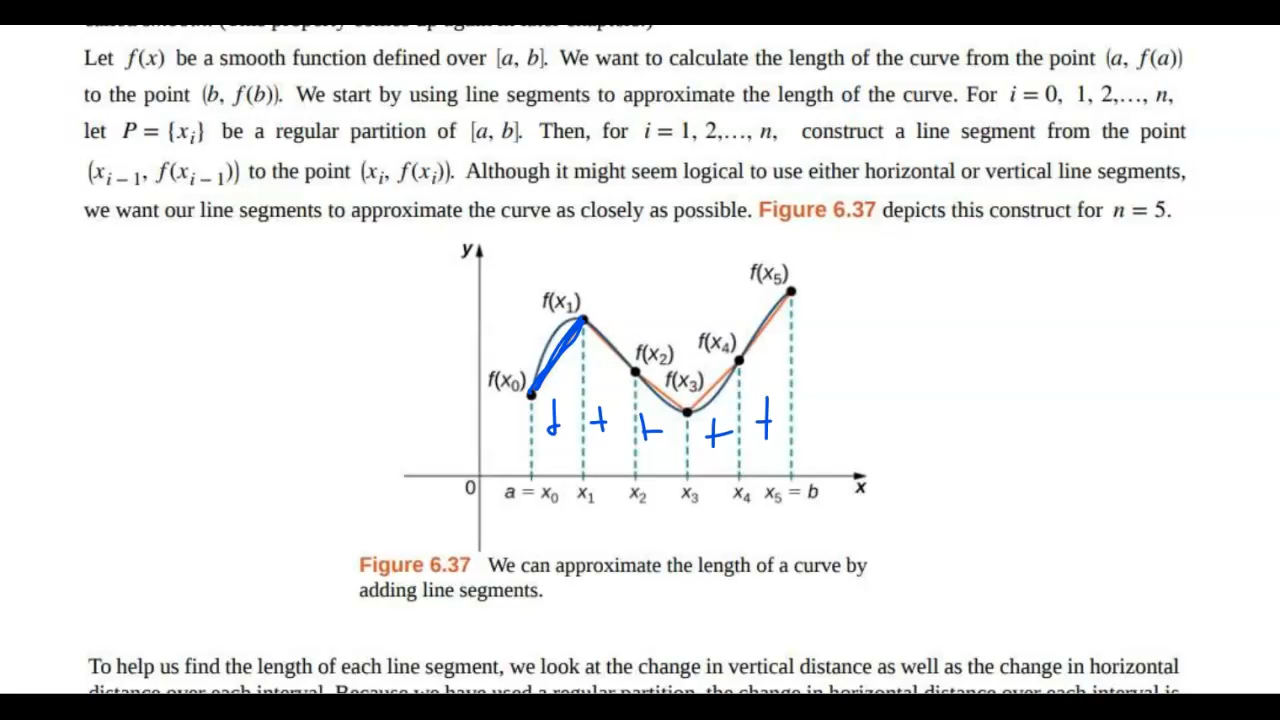 Let f(x) be a smooth function defined over [a, b]. We want to calculate the length of the curve from the point (a, f(a))
to the point (b, f(b)). We start by using line segments to approximate the length of the curve. For i = 0, 1, 2,…, n,
let P = {xᵢ} be a regular partition of [a, b]. Then, for i = 1, 2,…, n, construct a line segment from the point
(xᵢ₋₁, f(xᵢ₋₁)) to the point (xᵢ, f(xᵢ)). Although it might seem logical to use either horizontal or vertical line segments,
we want our line segments to approximate the curve as closely as possible. Figure 6.37 depicts this construct for n = 5.
y
f(x₅)
f(x₁)
f(x₄)
f(x₂)
f(x₀)
f(x₃)
+ + + + +
0 a = x₀ x₁ x₂ x₃ x₄ x₅ = b x
Figure 6.37 We can approximate the length of a curve by
adding line segments.
To help us find the length of each line segment, we look at the change in vertical distance as well as the change in horizontal